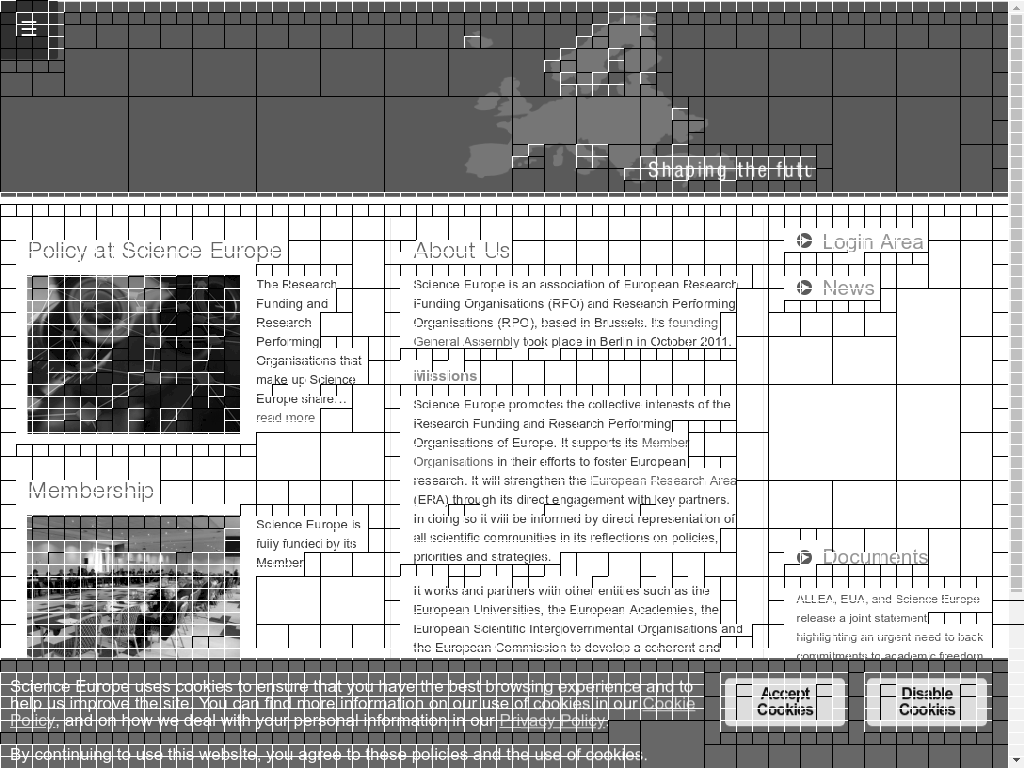 Shaping the futu
Policy at Science Europe
The Research
Funding and
Research
Performing
Organisations that
make up Science
Europe share…
read more
Membership
Science Europe is
fully funded by its
Member
About Us
Science Europe is an association of European Research
Funding Organisations (RFO) and Research Performing
Organisations (RPO), based in Brussels. Its founding
General Assembly took place in Berlin in October 2011.
Missions
Science Europe promotes the collective interests of the
Research Funding and Research Performing
Organisations of Europe. It supports its Member
Organisations in their efforts to foster European
research. It will strengthen the European Research Area
(ERA) through its direct engagement with key partners.
In doing so it will be informed by direct representation of
all scientific communities in its reflections on policies,
priorities and strategies.
It works and partners with other entities such as the
European Universities, the European Academies, the
European Scientific Intergovernmental Organisations and
the European Commission to develop a coherent and
Login Area
News
Documents
ALLEA, EUA, and Science Europe
release a joint statement
highlighting an urgent need to back
commitments to academic freedom
Science Europe uses cookies to ensure that you have the best browsing experience and to
help us improve the site. You can find more information on our use of cookies in our Cookie
Policy, and on how we deal with your personal information in our Privacy Policy.
By continuing to use this website, you agree to these policies and the use of cookies.
Accept
Cookies
Disable
Cookies